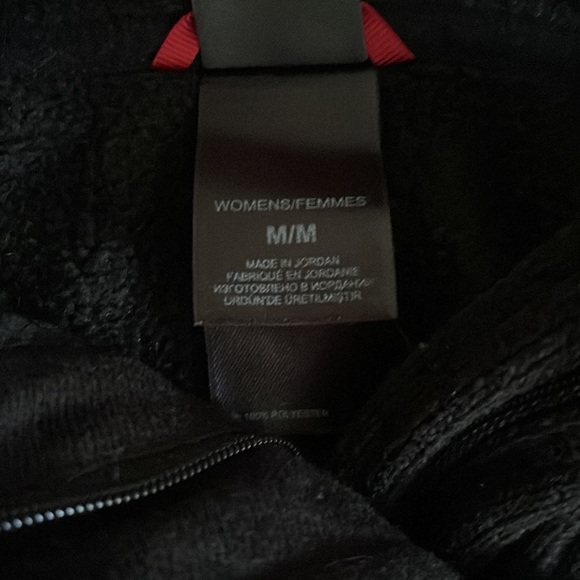 WOMENS/FEMMES
M/M
MADE IN JORDAN
FABRIQUÉ EN JORDANIE
ИЗГОТОВЛЕНО В ИОРДАНИИ
ÜRDÜN'DE ÜRETİLMİŞTİR
100% POLYESTER